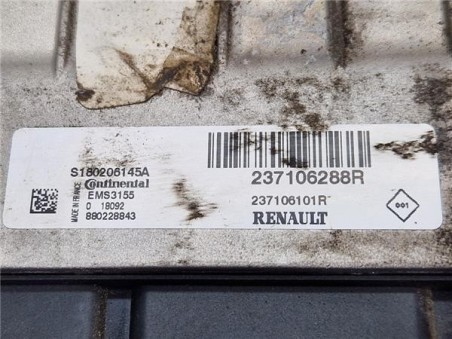 S180206145A
Continental
EMS3155
0 18092
880228843
MADE IN FRANCE
237106288R
237106101R
RENAULT
001